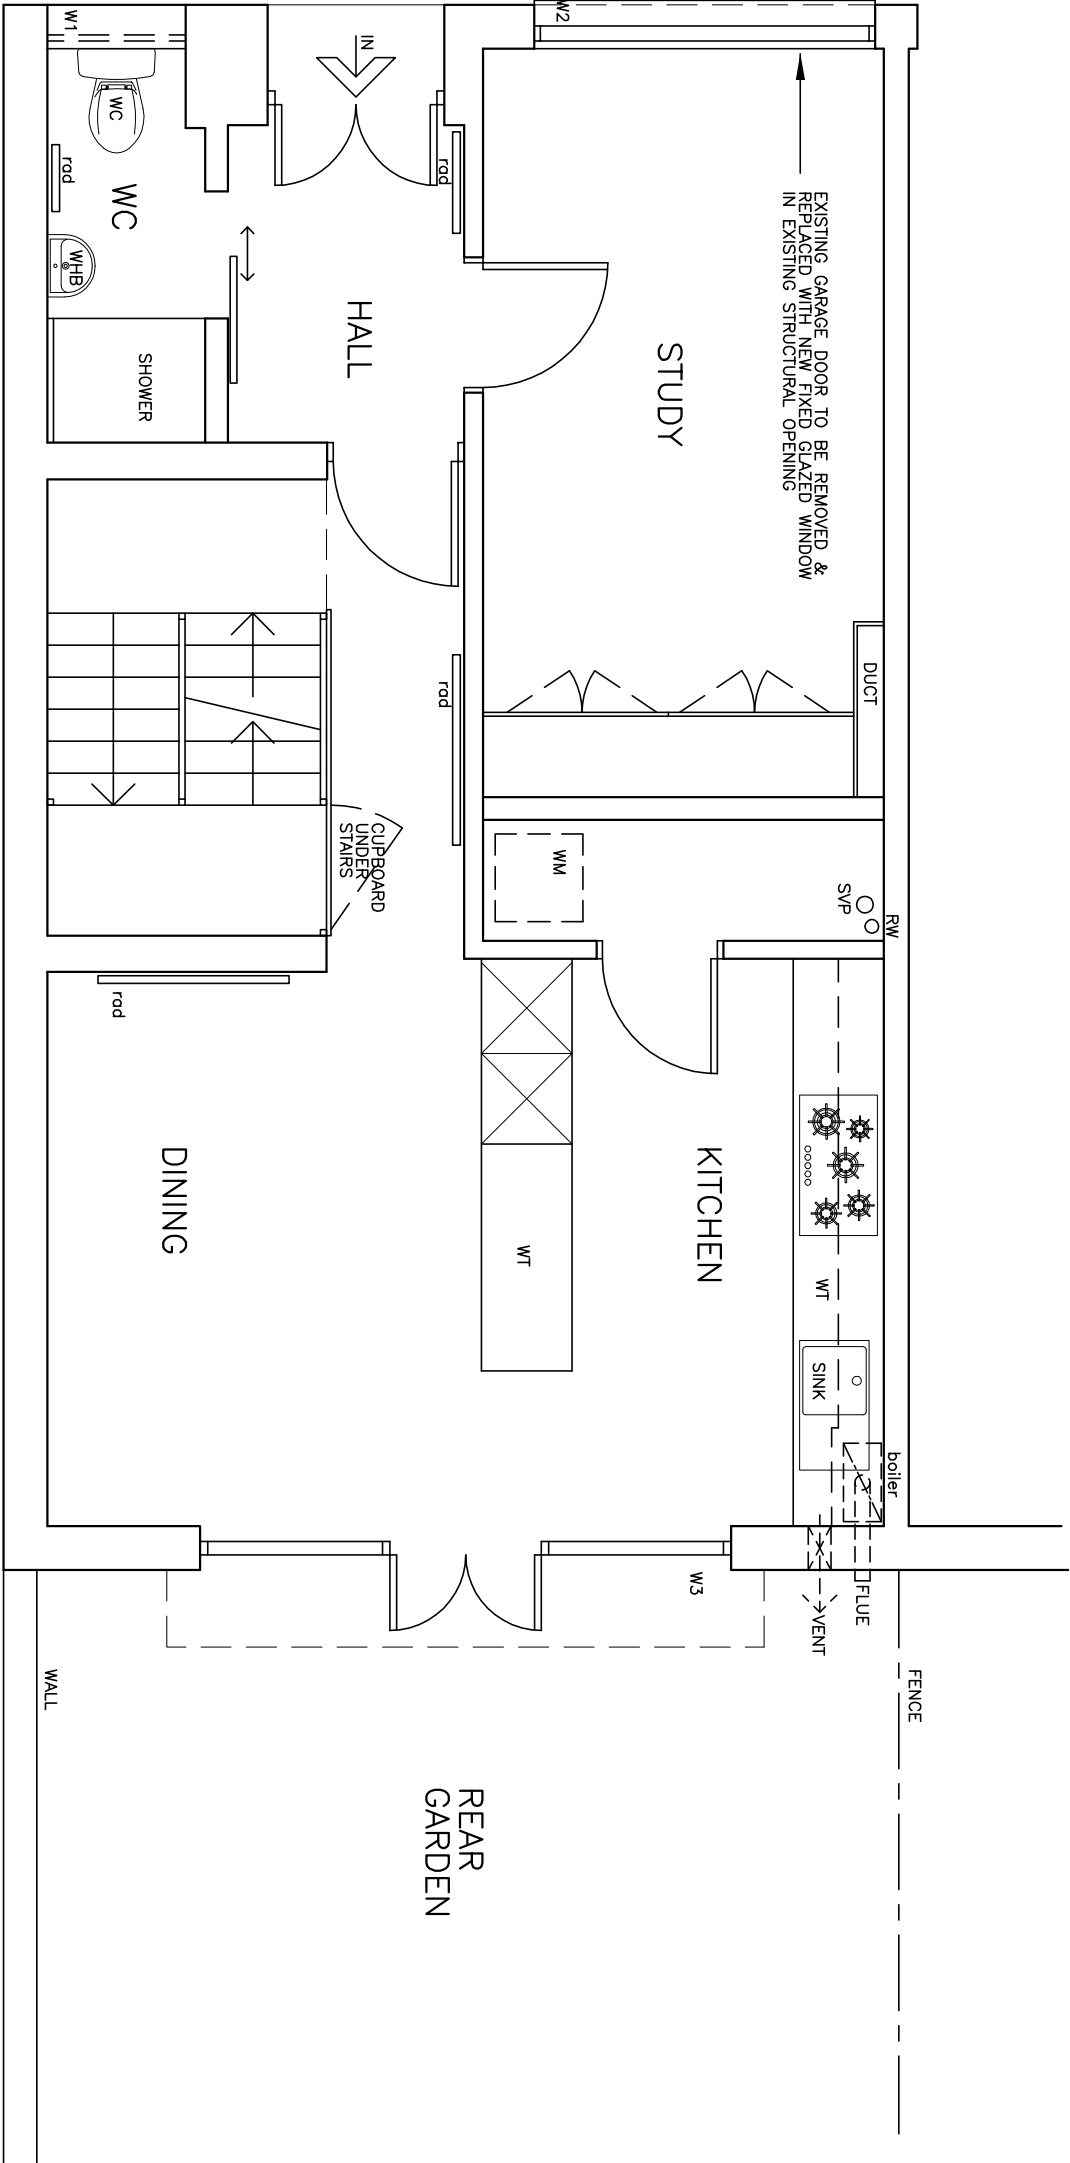 W1
W2
IN
WC
WC
rad
rad
WHB
HALL
SHOWER
STUDY
EXISTING GARAGE DOOR TO BE REMOVED &
REPLACED WITH NEW FIXED GLAZED WINDOW
IN EXISTING STRUCTURAL OPENING
DUCT
rad
CUPBOARD
UNDER
STAIRS
WM
SVP
RW
rad
DINING
KITCHEN
WT
WT
SINK
boiler
W3
FLUE
VENT
WALL
FENCE
REAR
GARDEN